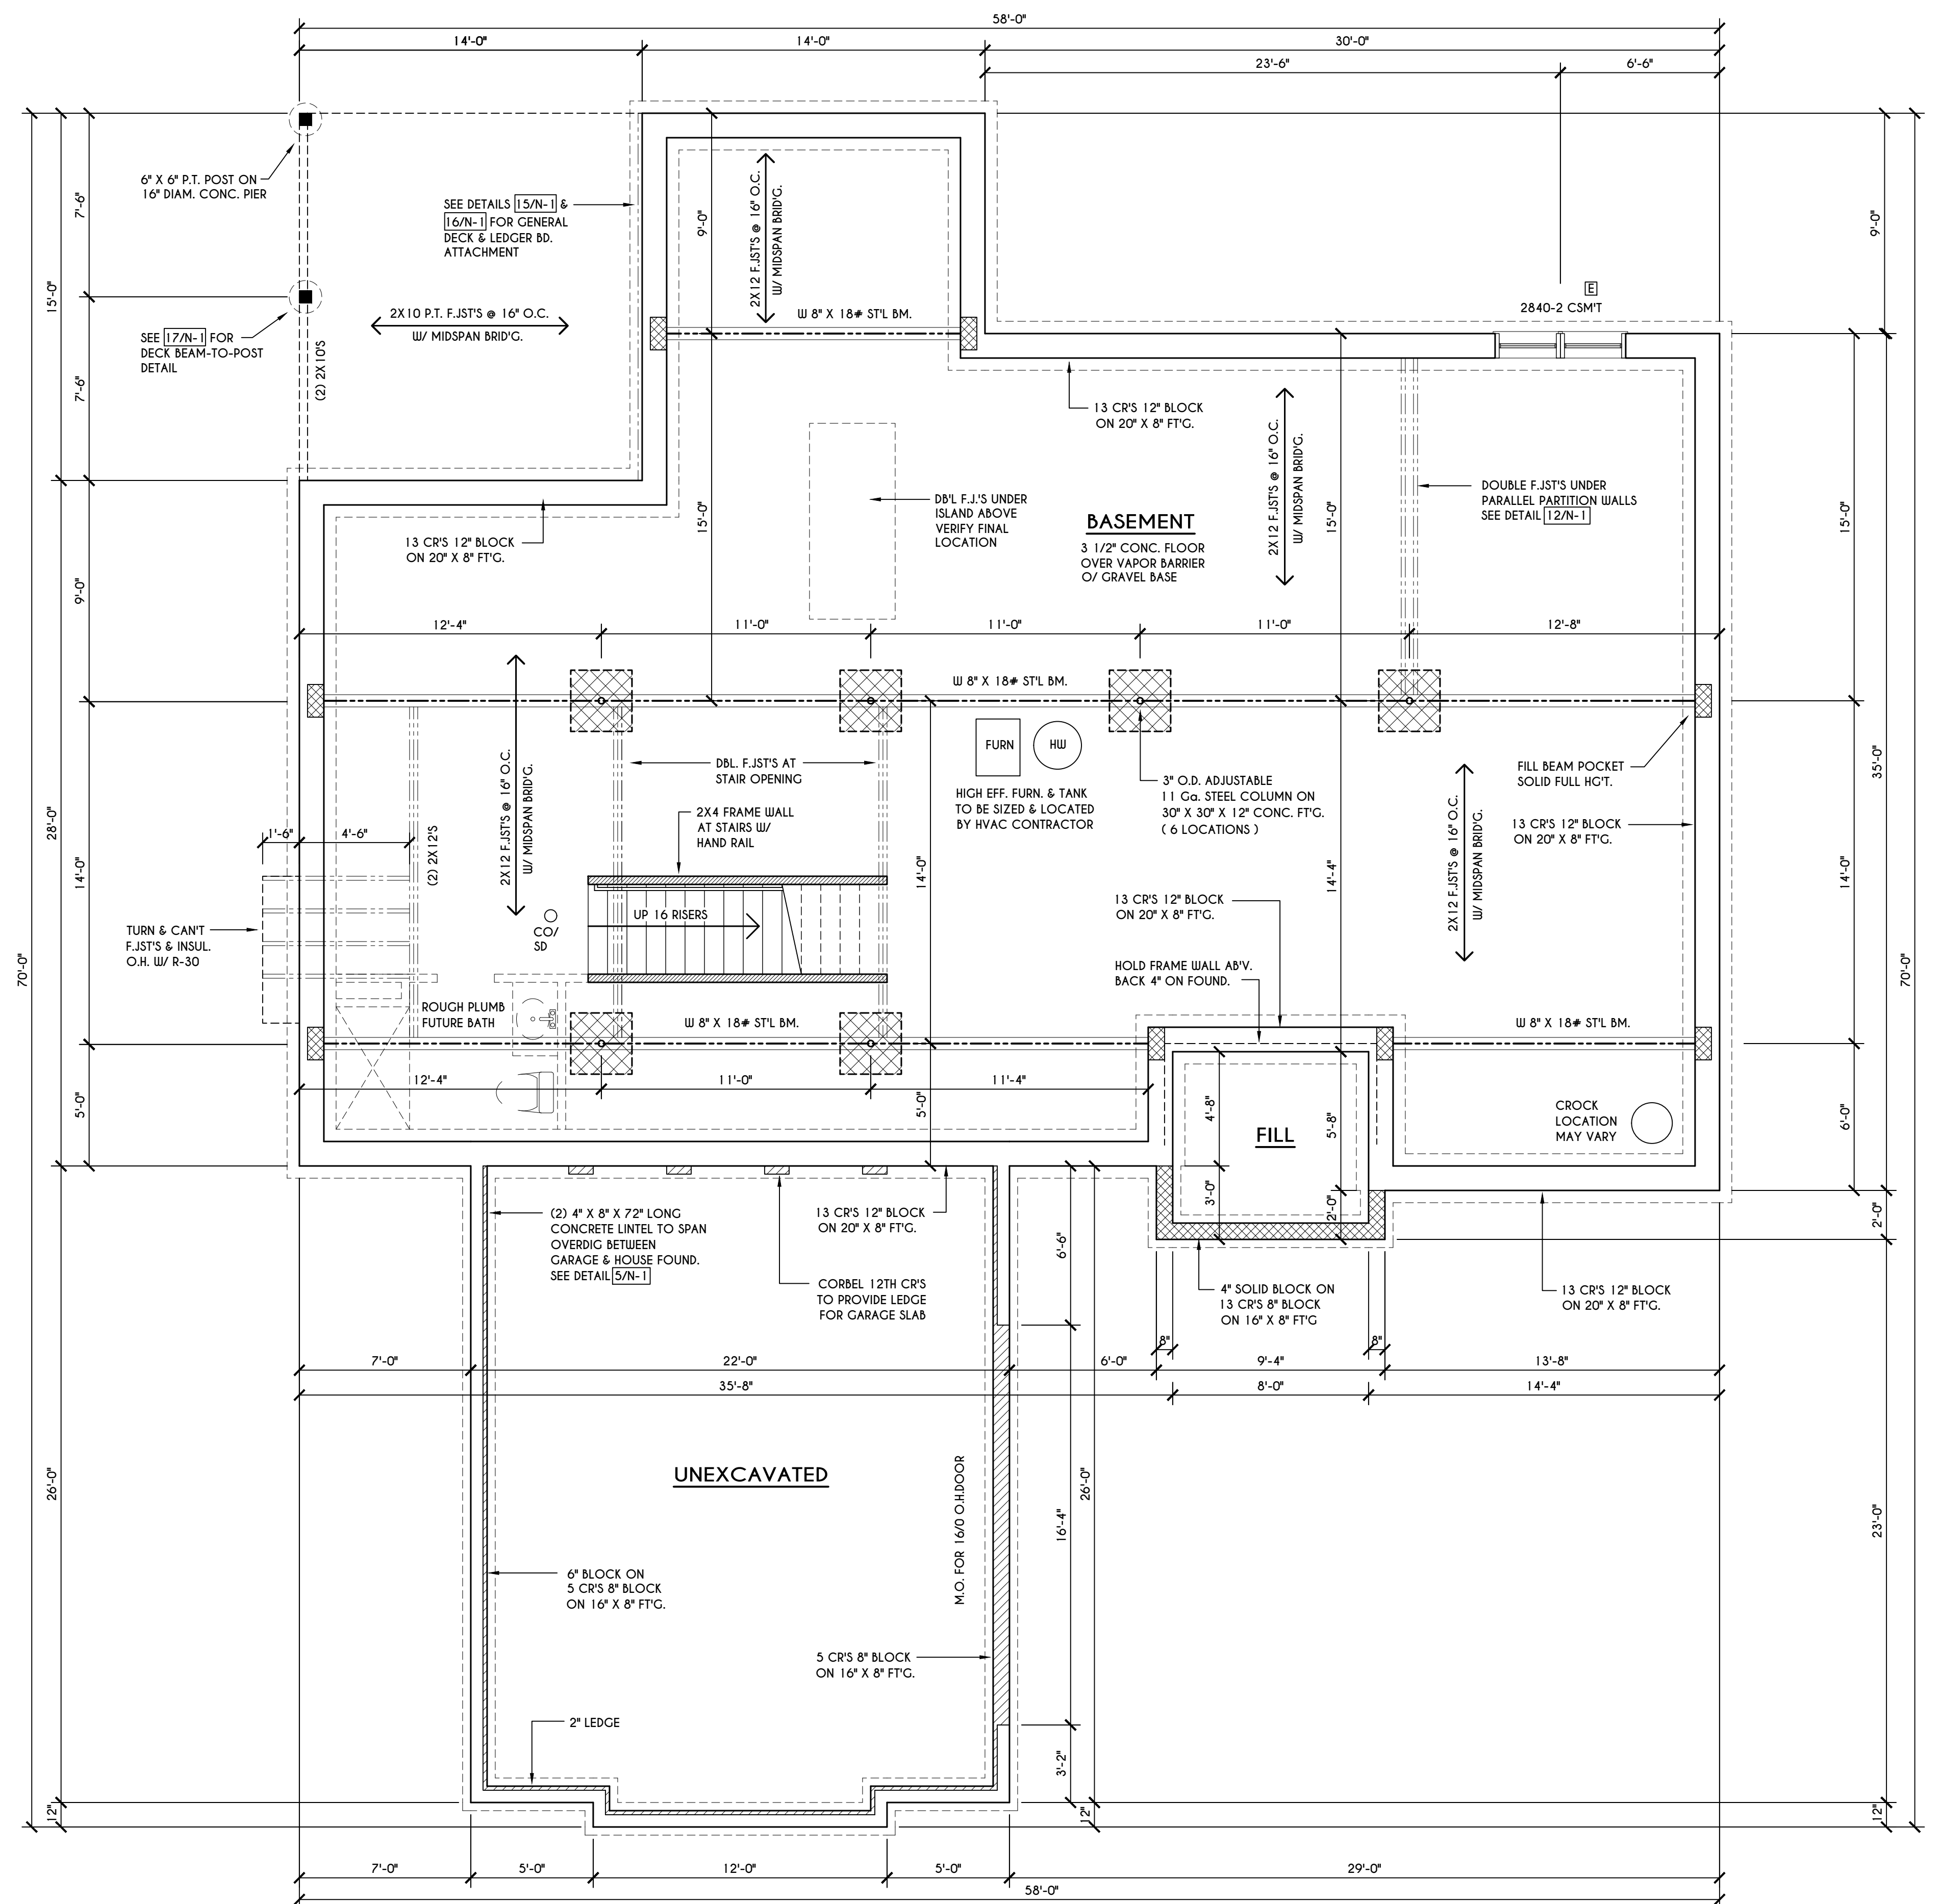 58'-0"
14'-0"
14'-0"
30'-0"
23'-6"
6'-6"
6" X 6" P.T. POST ON
16" DIAM. CONC. PIER
SEE DETAILS 15/N-1 &
16/N-1 FOR GENERAL
DECK & LEDGER BD.
ATTACHMENT
2X10 P.T. F.JST'S @ 16" O.C.
W/ MIDSPAN BRID'G.
SEE 17/N-1 FOR
DECK BEAM-TO-POST
DETAIL
(2) 2X10'S
7'-6"
7'-6"
15'-0"
9'-0"
2X12 F.JST'S @ 16" O.C.
W/ MIDSPAN BRID'G.
W 8" X 18# ST'L BM.
E
2840-2 CSM'T
9'-0"
13 CR'S 12" BLOCK
ON 20" X 8" FT'G.
13 CR'S 12" BLOCK
ON 20" X 8" FT'G.
DB'L F.J.'S UNDER
ISLAND ABOVE
VERIFY FINAL
LOCATION
BASEMENT
3 1/2" CONC. FLOOR
OVER VAPOR BARRIER
O/ GRAVEL BASE
2X12 F.JST'S @ 16" O.C.
W/ MIDSPAN BRID'G.
15'-0"
15'-0"
15'-0"
DOUBLE F.JST'S UNDER
PARALLEL PARTITION WALLS
SEE DETAIL 12/N-1
9'-0"
12'-4"
11'-0"
11'-0"
11'-0"
12'-8"
W 8" X 18# ST'L BM.
2X12 F.JST'S @ 16" O.C.
W/ MIDSPAN BRID'G.
DBL. F.JST'S AT
STAIR OPENING
2X4 FRAME WALL
AT STAIRS W/
HAND RAIL
FURN
HW
HIGH EFF. FURN. & TANK
TO BE SIZED & LOCATED
BY HVAC CONTRACTOR
3" O.D. ADJUSTABLE
11 Ga. STEEL COLUMN ON
30" X 30" X 12" CONC. FT'G.
( 6 LOCATIONS )
FILL BEAM POCKET
SOLID FULL HG'T.
13 CR'S 12" BLOCK
ON 20" X 8" FT'G.
2X12 F.JST'S @ 16" O.C.
W/ MIDSPAN BRID'G.
35'-0"
28'-0"
14'-0"
1'-6"
4'-6"
(2) 2X12'S
14'-0"
14'-4"
14'-0"
70'-0"
70'-0"
TURN & CAN'T
F.JST'S & INSUL.
O.H. W/ R-30
CO/
SD
UP 16 RISERS
13 CR'S 12" BLOCK
ON 20" X 8" FT'G.
HOLD FRAME WALL AB'V.
BACK 4" ON FOUND.
ROUGH PLUMB
FUTURE BATH
W 8" X 18# ST'L BM.
W 8" X 18# ST'L BM.
12'-4"
11'-0"
11'-4"
5'-0"
5'-0"
4'-8"
5'-8"
FILL
CROCK
LOCATION
MAY VARY
6'-0"
3'-0"
2'-0"
2'-0"
(2) 4" X 8" X 72" LONG
CONCRETE LINTEL TO SPAN
OVERDIG BETWEEN
GARAGE & HOUSE FOUND.
SEE DETAIL 5/N-1
13 CR'S 12" BLOCK
ON 20" X 8" FT'G.
CORBEL 12TH CR'S
TO PROVIDE LEDGE
FOR GARAGE SLAB
6'-6"
4" SOLID BLOCK ON
13 CR'S 8" BLOCK
ON 16" X 8" FT'G
13 CR'S 12" BLOCK
ON 20" X 8" FT'G.
8"
8"
7'-0"
22'-0"
6'-0"
9'-4"
13'-8"
35'-8"
8'-0"
14'-4"
UNEXCAVATED
M.O. FOR 16/0 O.H.DOOR
26'-0"
16'-4"
26'-0"
23'-0"
6" BLOCK ON
5 CR'S 8" BLOCK
ON 16" X 8" FT'G.
5 CR'S 8" BLOCK
ON 16" X 8" FT'G.
2" LEDGE
3'-2"
12"
12"
12"
7'-0"
5'-0"
12'-0"
5'-0"
29'-0"
58'-0"